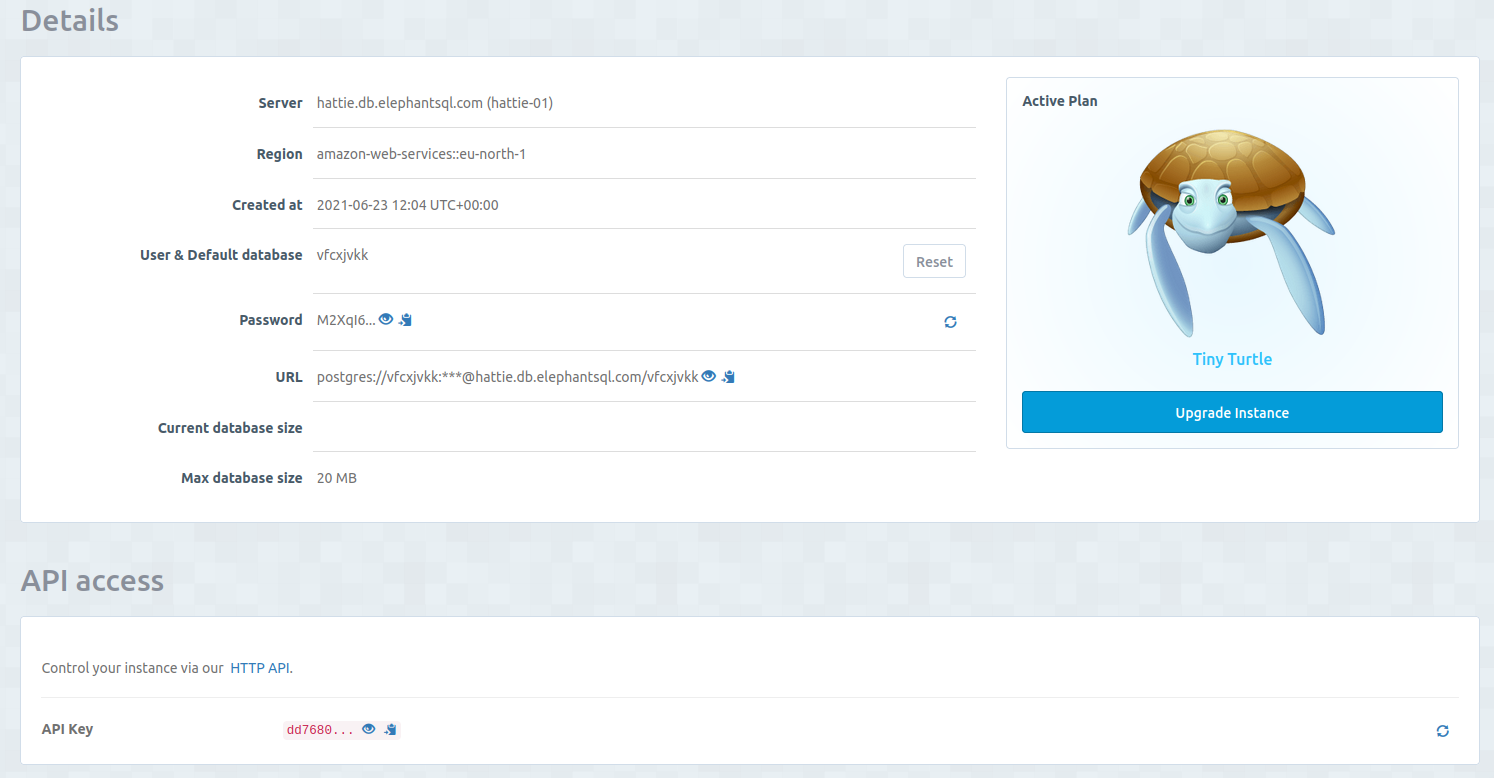 Details
Server hattie.db.elephantsql.com (hattie-01)
Region amazon-web-services::eu-north-1
Created at 2021-06-23 12:04 UTC+00:00
User & Default database vfcxjvkk Reset
Password M2XqI6...
URL postgres://vfcxjvkk:***@hattie.db.elephantsql.com/vfcxjvkk
Current database size
Max database size 20 MB
Active Plan
Tiny Turtle
Upgrade Instance
API access
Control your instance via our HTTP API.
API Key dd7680...